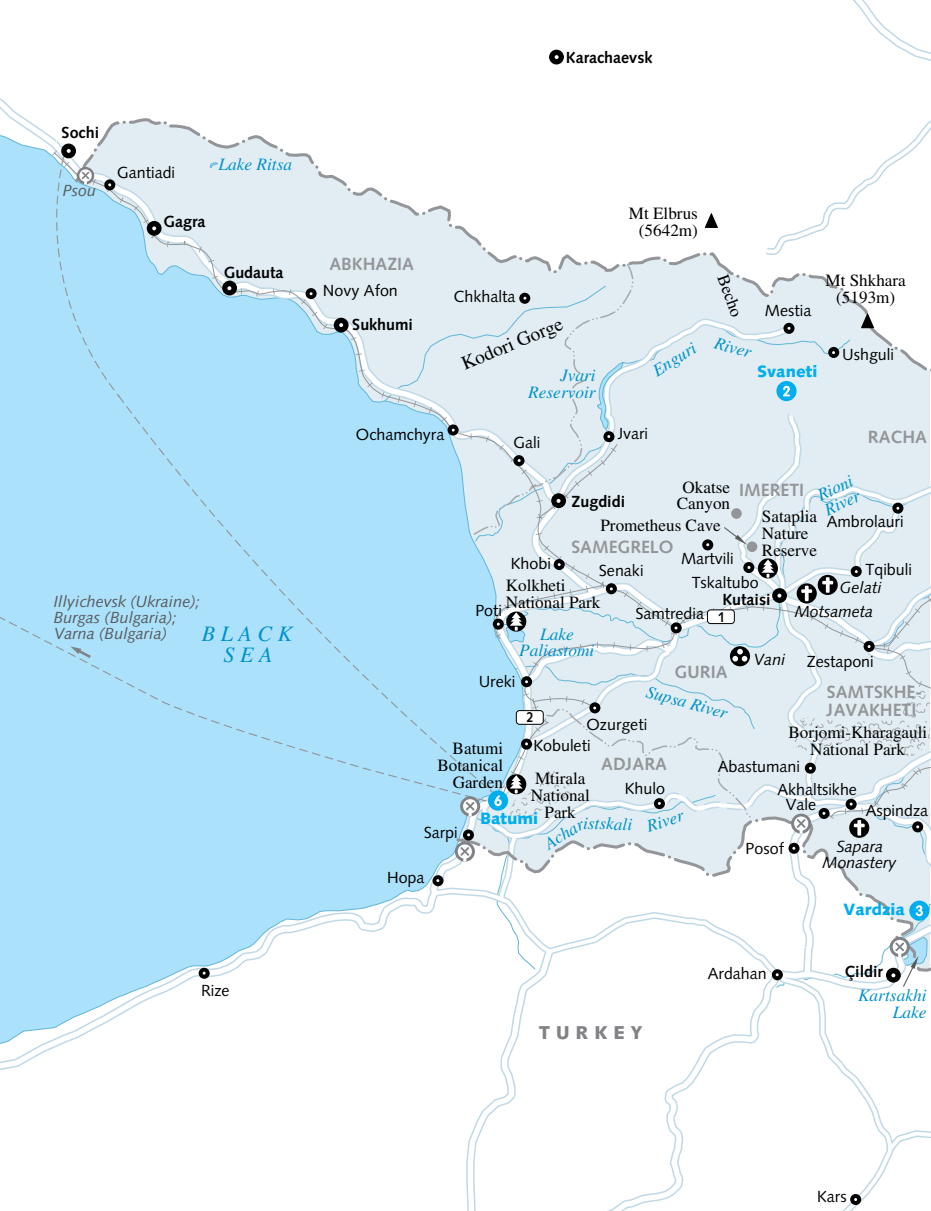 Karachaevsk
Sochi
Psou
Gantiadi
Lake Ritsa
Gagra
Mt Elbrus
(5642m)
ABKHAZIA
Gudauta
Novy Afon
Chkhalta
Becho
Mt Shkhara
(5193m)
Sukhumi
Kodori Gorge
Mestia
Enguri
River
Ushguli
Jvari
Reservoir
Svaneti
2
Ochamchyra
Gali
Jvari
RACHA
Zugdidi
Okatse
Canyon
IMERETI
Rioni
River
Ambrolauri
Prometheus Cave
Sataplia
Nature
Reserve
SAMEGRELO
Martvili
Khobi
Senaki
Tskaltubo
Tqibuli
Kolkheti
National Park
Kutaisi
Gelati
Motsameta
Poti
Samtredia
1
Illyichevsk (Ukraine);
Burgas (Bulgaria);
Varna (Bulgaria)
BLACK
SEA
Lake
Paliastomi
Vani
Zestaponi
GURIA
Ureki
Supsa River
SAMTSKHE-
JAVAKHETI
2
Ozurgeti
Borjomi-Kharagauli
National Park
Kobuleti
Batumi
Botanical
Garden
ADJARA
Abastumani
Mtirala
National
Park
Khulo
Akhaltsikhe
Vale
Aspindza
6
Batumi
Acharistskali
River
Sarpi
Posof
Sapara
Monastery
Hopa
Vardzia
3
Rize
Ardahan
Çıldır
Kartsakhi
Lake
TURKEY
Kars